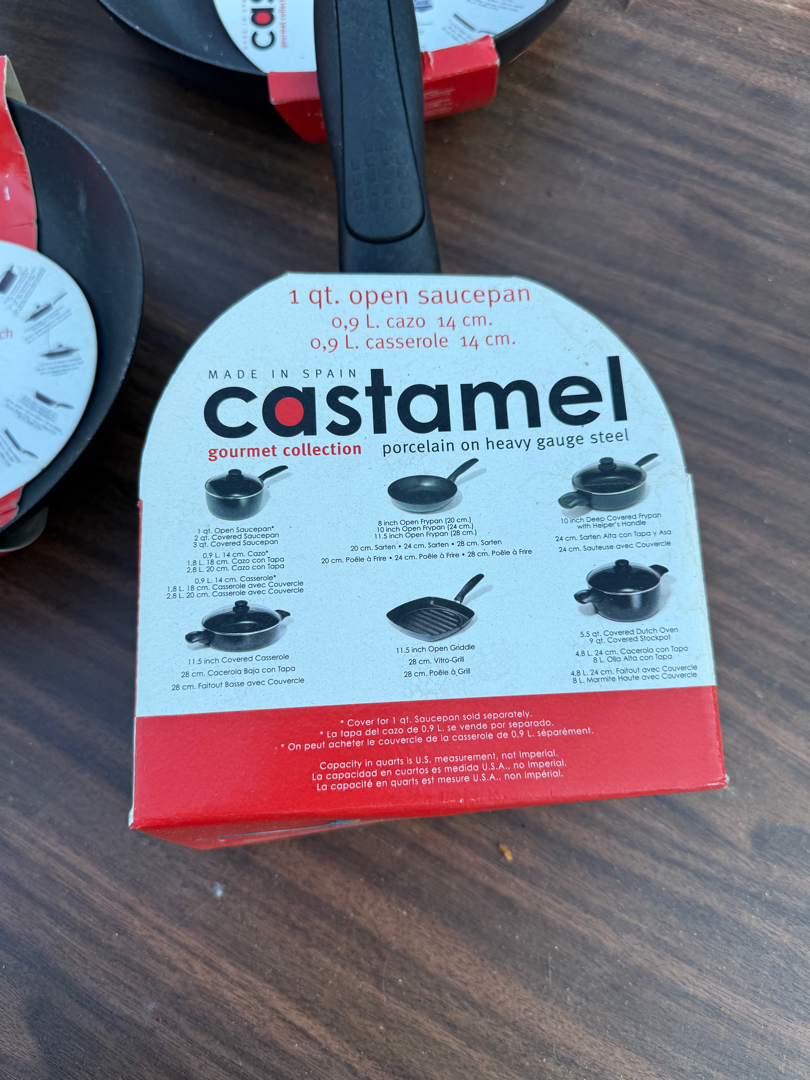 1 qt. open saucepan
0,9 L. cazo 14 cm.
0,9 L. casserole 14 cm.
MADE IN SPAIN
castamel
gourmet collection porcelain on heavy gauge steel
1 qt. Open Saucepan*
2 qt. Covered Saucepan
3 qt. Covered Saucepan
0.9 L. 14 cm. Cazo*
1,8 L. 18 cm. Cazo con Tapa
2,8 L. 20 cm. Cazo con Tapa
0,9 L. 14 cm. Casserole*
1,8 L. 18 cm. Casserole avec Couvercle
2,8 L. 20 cm. Casserole avec Couvercle
8 inch Open Frypan (20 cm.)
10 inch Open Frypan (24 cm.)
11.5 inch Open Frypan (28 cm.)
20 cm. Sarten • 24 cm. Sarten • 28 cm. Sarten
20 cm. Poêle à Frire • 24 cm. Poêle à Frire • 28 cm. Poêle à Frire
10 inch Deep Covered Frypan
with Helper's Handle
24 cm. Sarten Alta con Tapa y Asa
24 cm. Sauteuse avec Couvercle
11.5 inch Covered Casserole
28 cm. Cacerola Baja con Tapa
28 cm. Faitout Basse avec Couvercle
11.5 inch Open Griddle
28 cm. Vitro-Grill
28 cm. Poêle à Grill
5.5 qt. Covered Dutch Oven
9 qt. Covered Stockpot
4,8 L. 24 cm. Cacerola con Tapa
8 L. Olla Alta con Tapa
4,8 L. 24 cm. Faitout avec Couvercle
8 L. Marmite Haute avec Couvercle
* Cover for 1 qt. Saucepan sold separately.
* La tapa del cazo de 0.9 L. se vende por separado.
* On peut acheter le couvercle de la casserole de 0,9 L. séparément.
Capacity in quarts is U.S. measurement, not Imperial.
La capacidad en cuartos es medida U.S.A., no Imperial.
La capacité en quarts est mesure U.S.A., non Impérial.